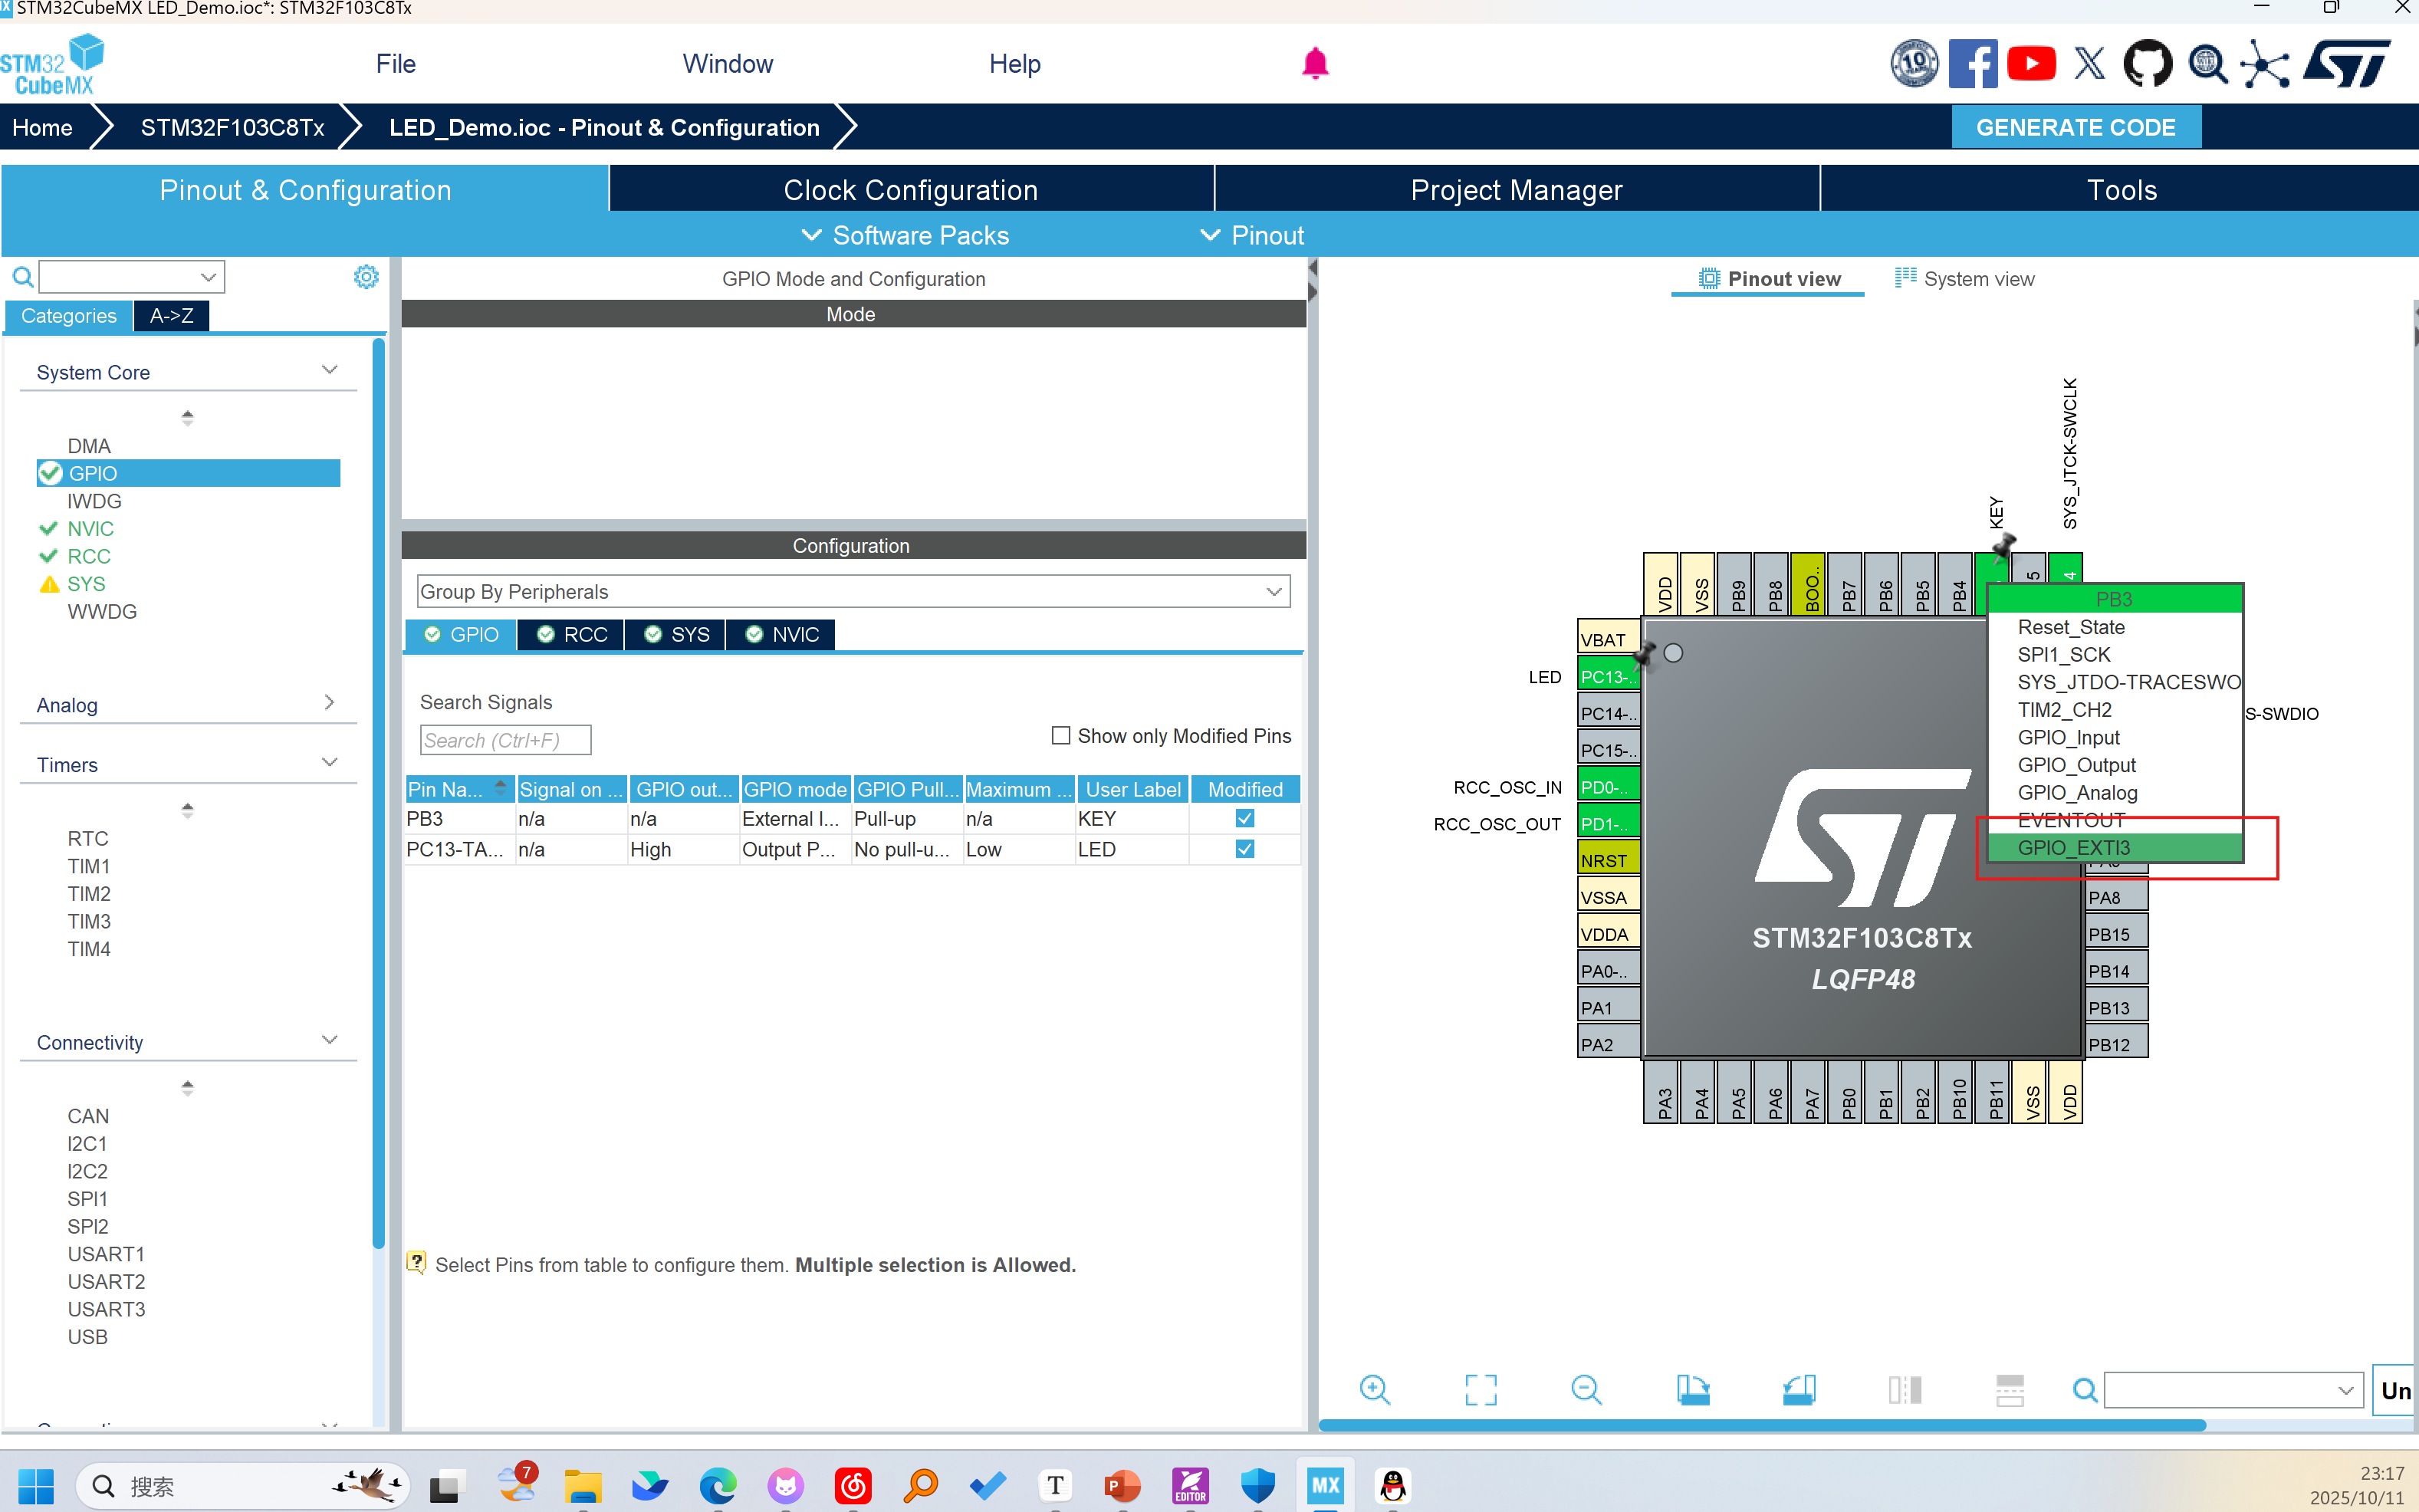 STM32CubeMX LED_Demo.ioc*: STM32F103C8Tx
STM32
CubeMX
File
Window
Help
10
ST
Home
STM32F103C8Tx
LED_Demo.ioc - Pinout & Configuration
GENERATE CODE
Pinout & Configuration
Clock Configuration
Project Manager
Tools
Software Packs
Pinout
Categories
A->Z
System Core
DMA
GPIO
IWDG
NVIC
RCC
SYS
WWDG
Analog
Timers
RTC
TIM1
TIM2
TIM3
TIM4
Connectivity
CAN
I2C1
I2C2
SPI1
SPI2
USART1
USART2
USART3
USB
GPIO Mode and Configuration
Mode
Configuration
Group By Peripherals
GPIO
RCC
SYS
NVIC
Search Signals
Search (Ctrl+F)
Show only Modified Pins
Pin Na... Signal on ... GPIO out... GPIO mode GPIO Pull... Maximum ... User Label Modified
PB3 n/a n/a External I... Pull-up n/a KEY
PC13-TA... n/a High Output P... No pull-u... Low LED
Select Pins from table to configure them. Multiple selection is Allowed.
Pinout view
System view
SYS_JTCK-SWCLK
KEY
VDD
VSS
PB9
PB8
BOO..
PB7
PB6
PB5
PB4
5
4
PB3
Reset_State
SPI1_SCK
SYS_JTDO-TRACESWO
TIM2_CH2
GPIO_Input
GPIO_Output
GPIO_Analog
EVENTOUT
GPIO_EXTI3
S-SWDIO
VBAT
LED
PC13-..
PC14-..
PC15-..
RCC_OSC_IN
PD0-..
RCC_OSC_OUT
PD1-..
NRST
VSSA
VDDA
PA0-..
PA1
PA2
ST
STM32F103C8Tx
LQFP48
PA8
PB15
PB14
PB13
PB12
PA3
PA4
PA5
PA6
PA7
PB0
PB1
PB2
PB10
PB11
VSS
VDD
Un
搜索
7
T
P
EDITOR
MX
23:17
2025/10/11